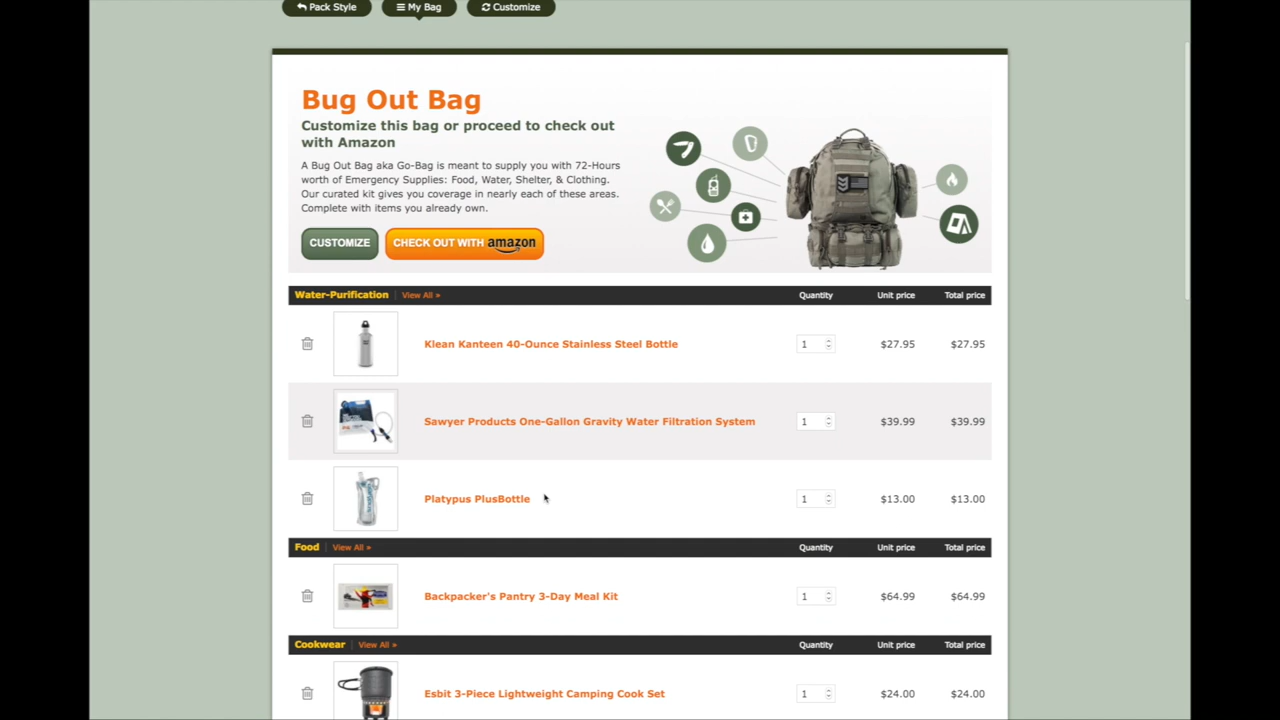 Pack Style My Bag Customize
Bug Out Bag
Customize this bag or proceed to check out
with Amazon
A Bug Out Bag aka Go-Bag is meant to supply you with 72-Hours
worth of Emergency Supplies: Food, Water, Shelter, & Clothing.
Our curated kit gives you coverage in nearly each of these areas.
Complete with items you already own.
CUSTOMIZE CHECK OUT WITH amazon
Water-Purification | View All » Quantity Unit price Total price
Klean Kanteen 40-Ounce Stainless Steel Bottle 1 $27.95 $27.95
Sawyer Products One-Gallon Gravity Water Filtration System 1 $39.99 $39.99
Platypus PlusBottle 1 $13.00 $13.00
Food | View All » Quantity Unit price Total price
Backpacker's Pantry 3-Day Meal Kit 1 $64.99 $64.99
Cookwear | View All » Quantity Unit price Total price
Esbit 3-Piece Lightweight Camping Cook Set 1 $24.00 $24.00